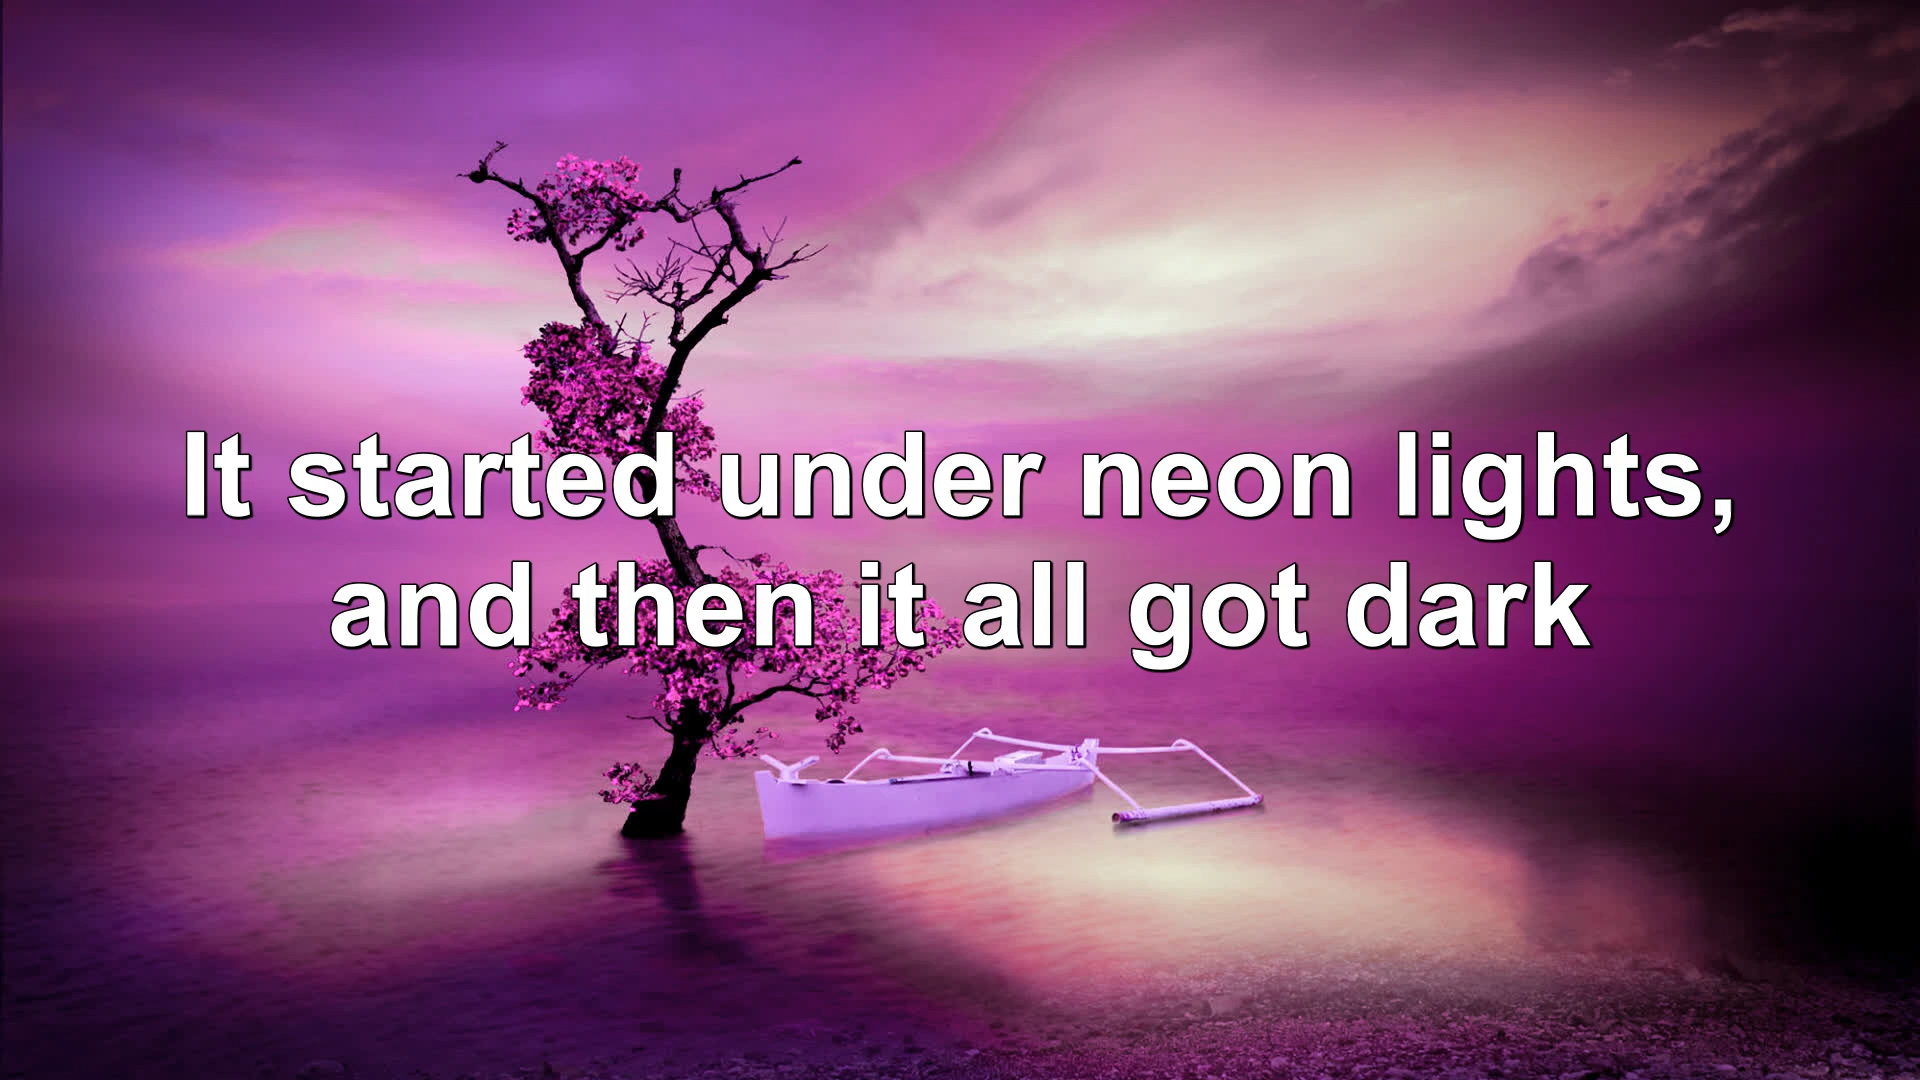 It started under neon lights,
and then it all got dark